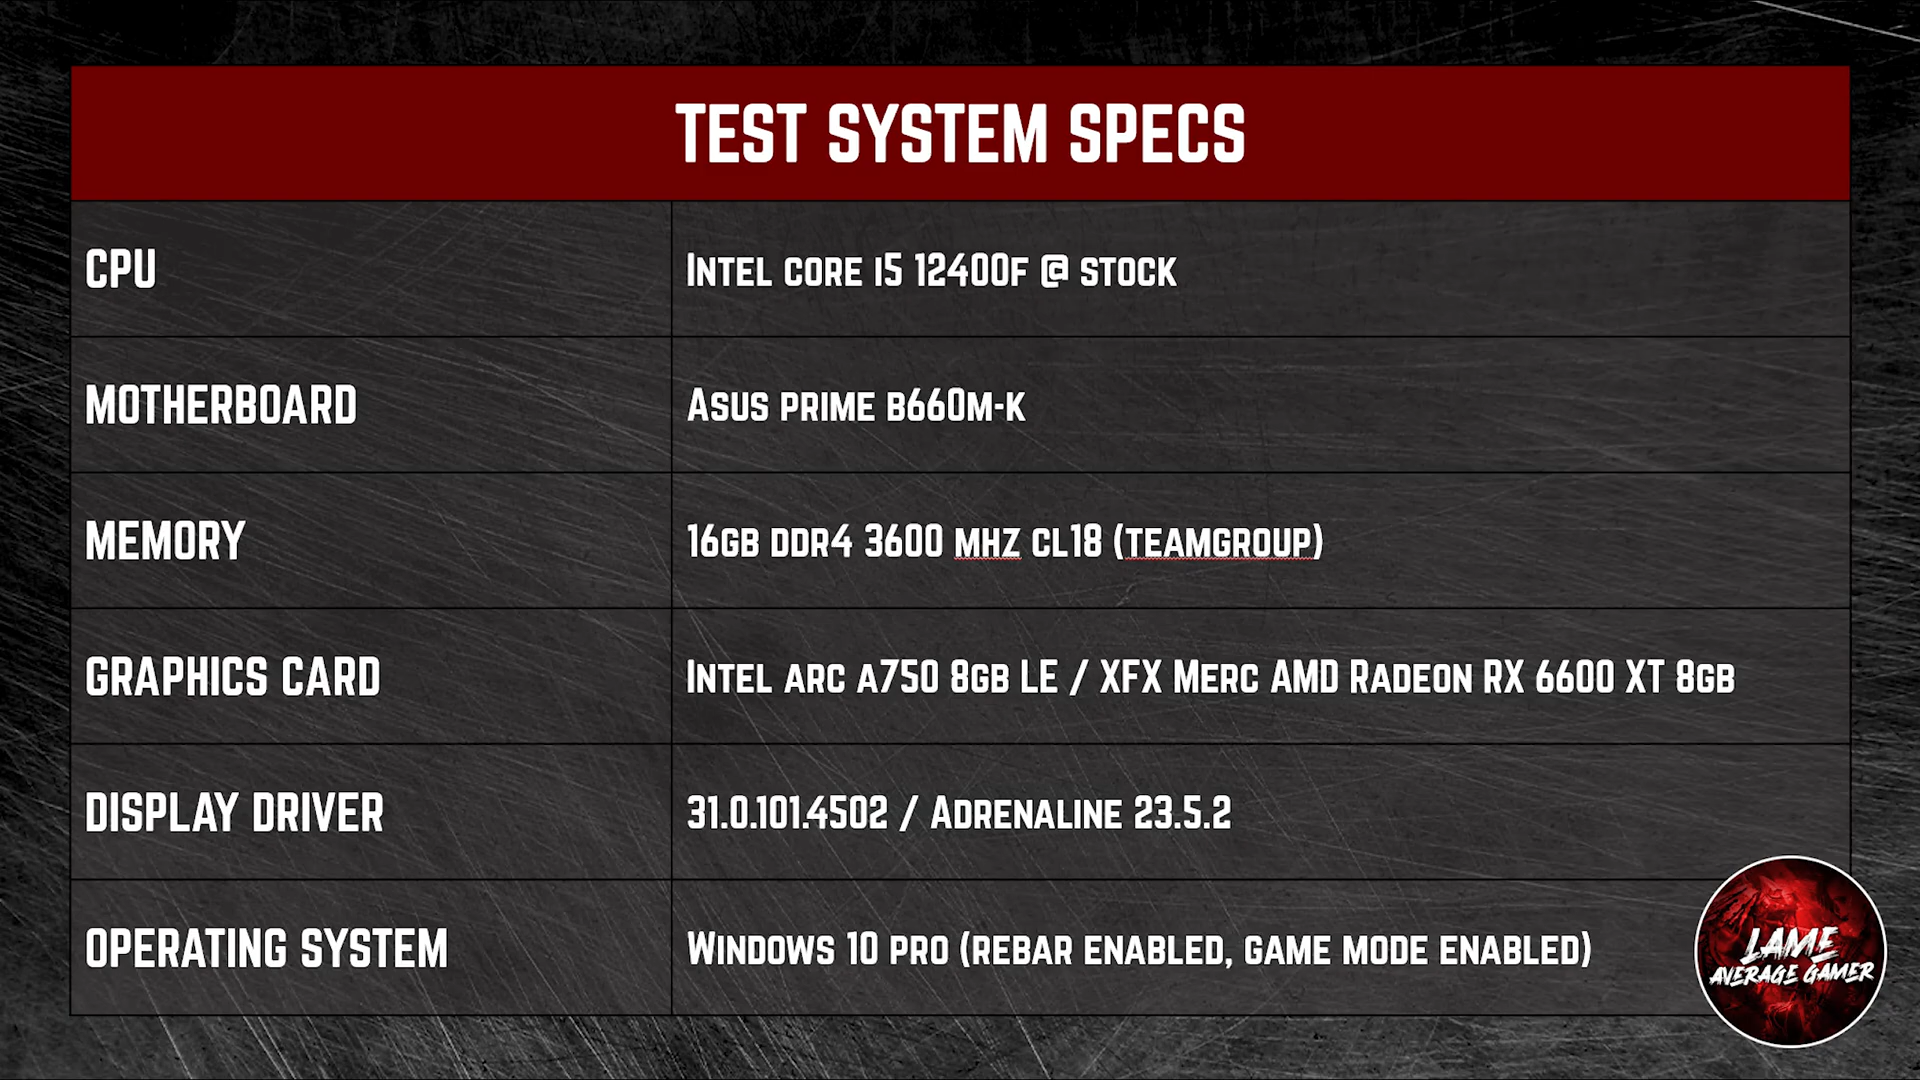 TEST SYSTEM SPECS
CPU
INTEL CORE I5 12400F @ STOCK
MOTHERBOARD
ASUS PRIME B660M-K
MEMORY
16GB DDR4 3600 MHZ CL18 (TEAMGROUP)
GRAPHICS CARD
INTEL ARC A750 8GB LE / XFX MERC AMD RADEON RX 6600 XT 8GB
DISPLAY DRIVER
31.0.101.4502 / ADRENALINE 23.5.2
OPERATING SYSTEM
WINDOWS 10 PRO (REBAR ENABLED, GAME MODE ENABLED)
LAME
AVERAGE GAMER